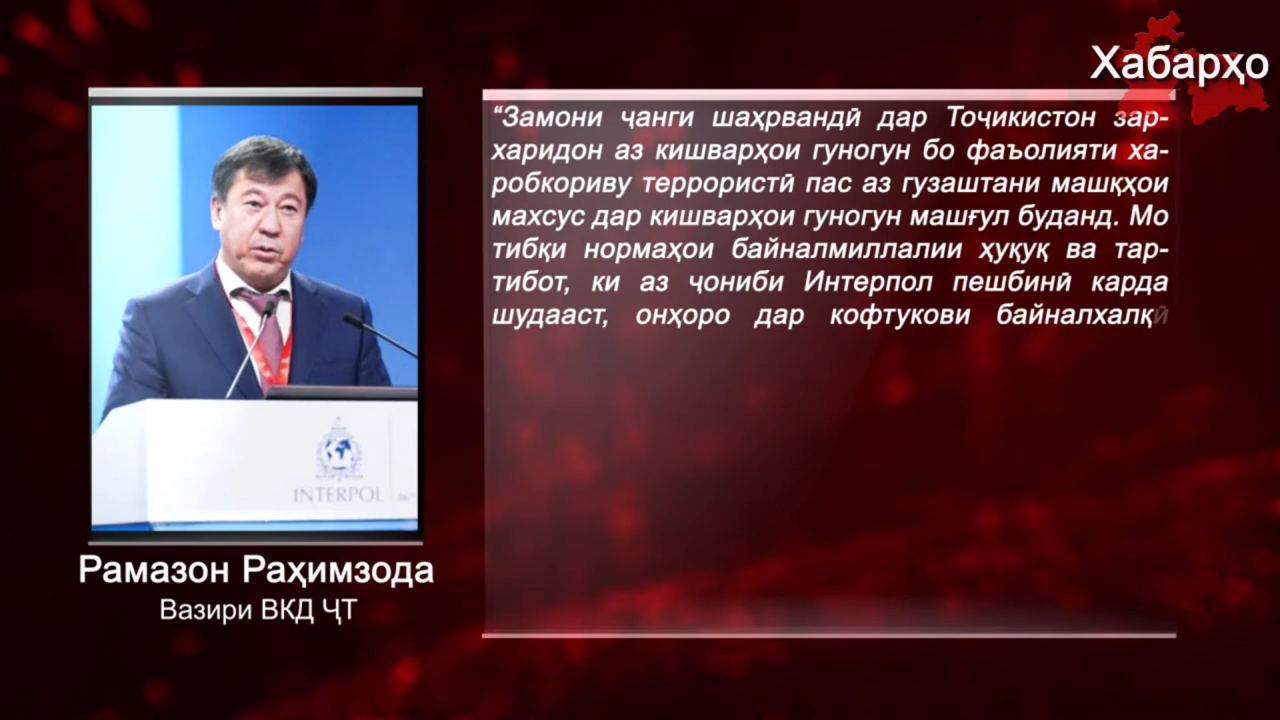 Хабарҳо
“Замони ҷанги шаҳрвандӣ дар Тоҷикистон зар-
харидон аз кишварҳои гуногун бо фаъолияти ха-
робкориву террористӣ пас аз гузаштани машқҳои
махсус дар кишварҳои гуногун машғул буданд. Мо
тибқи нормаҳои байналмиллалии ҳуқуқ ва тар-
тибот, ки аз ҷониби Интерпол пешбинӣ карда
шудааст, онҳоро дар кофтукови байналхалқӣ
INTERPOL
Рамазон Раҳимзода
Вазири ВКД ҶТ